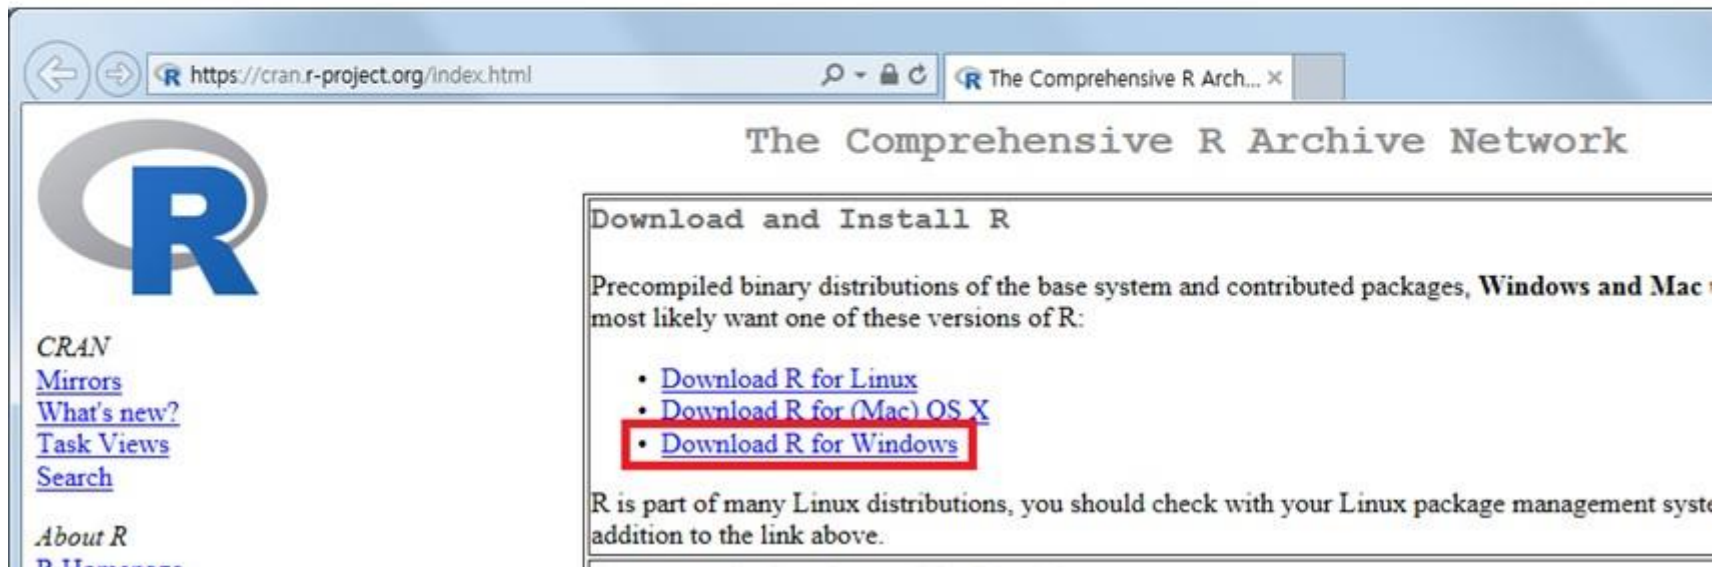 https://cran.r-project.org/index.html
The Comprehensive R Arch...
The Comprehensive R Archive Network
R
CRAN
Mirrors
What's new?
Task Views
Search
About R
R Homepage
Download and Install R
Precompiled binary distributions of the base system and contributed packages, Windows and Mac
most likely want one of these versions of R:
• Download R for Linux
• Download R for (Mac) OS X
• Download R for Windows
R is part of many Linux distributions, you should check with your Linux package management syste
addition to the link above.